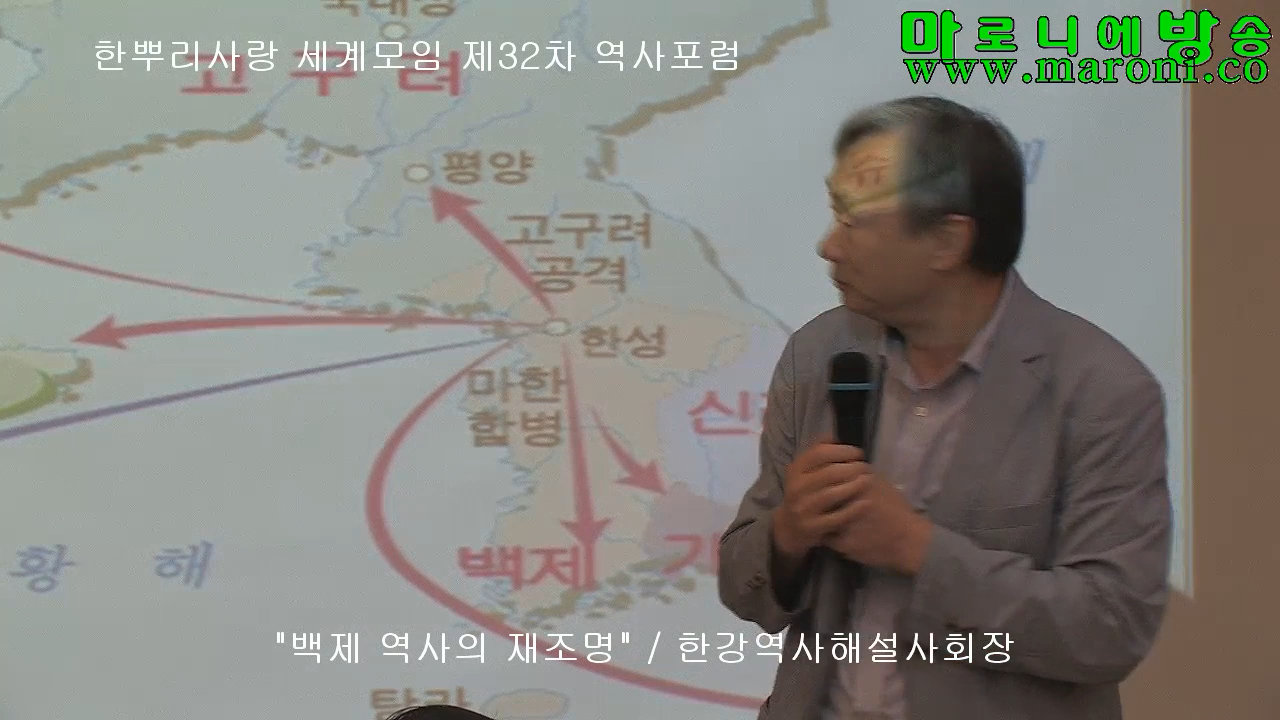 마로니에방송
한뿌리사랑 세계모임 제32차 역사포럼
www.maroni.co
고구려
평양
고구려
공격
한성
마한
합병
신
백제
황 해
"백제 역사의 재조명" / 한강역사해설사회장